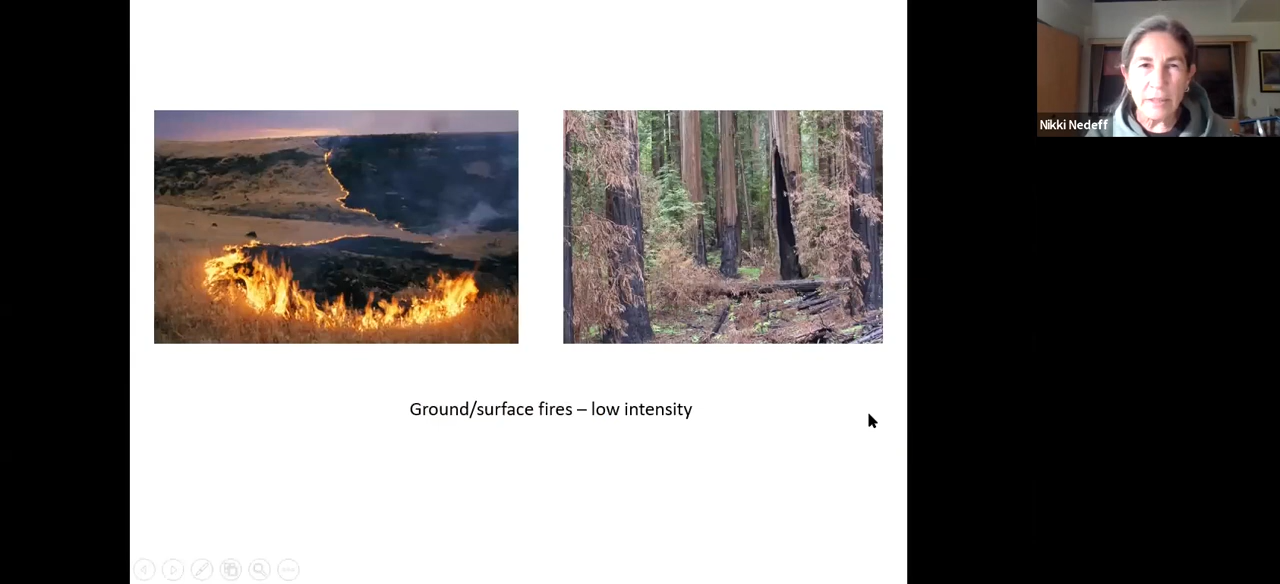 Nikki Nedeff
Ground/surface fires – low intensity